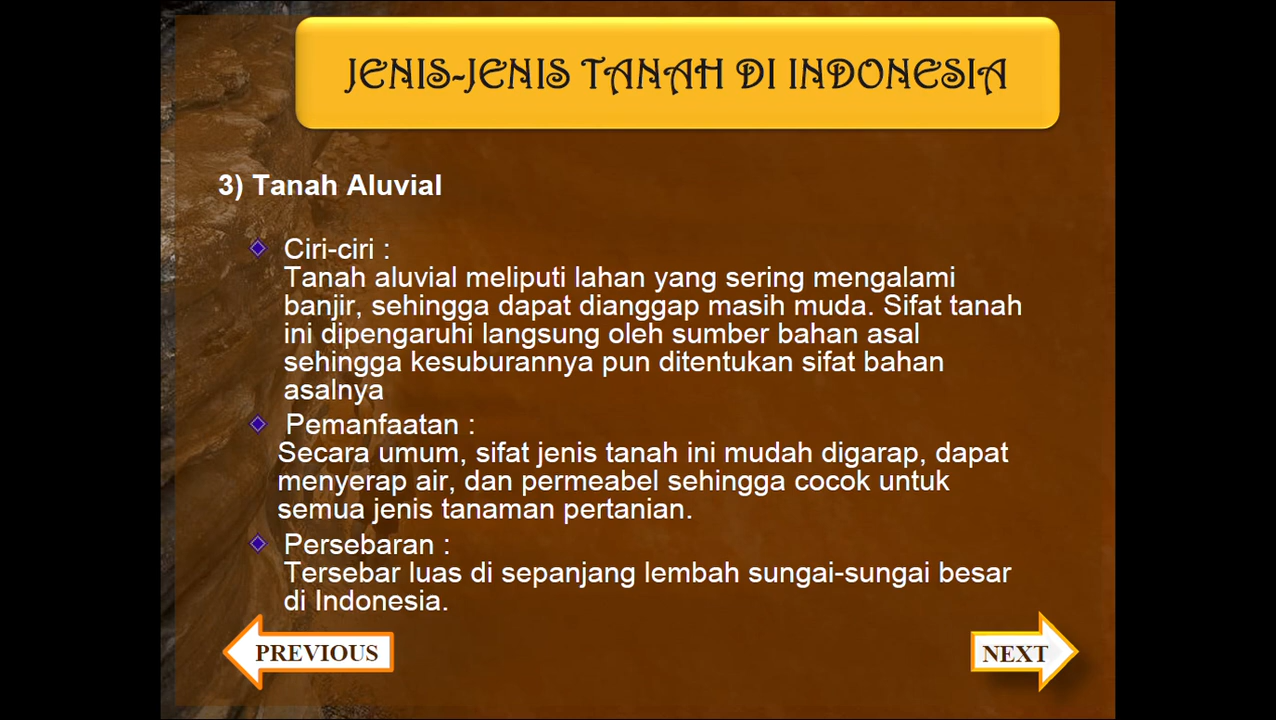 JENIS-JENIS TANAH DI INDONESIA
3) Tanah Aluvial
Ciri-ciri :
Tanah aluvial meliputi lahan yang sering mengalami
banjir, sehingga dapat dianggap masih muda. Sifat tanah
ini dipengaruhi langsung oleh sumber bahan asal
sehingga kesuburannya pun ditentukan sifat bahan
asalnya
Pemanfaatan :
Secara umum, sifat jenis tanah ini mudah digarap, dapat
menyerap air, dan permeabel sehingga cocok untuk
semua jenis tanaman pertanian.
Persebaran :
Tersebar luas di sepanjang lembah sungai-sungai besar
di Indonesia.
PREVIOUS
NEXT